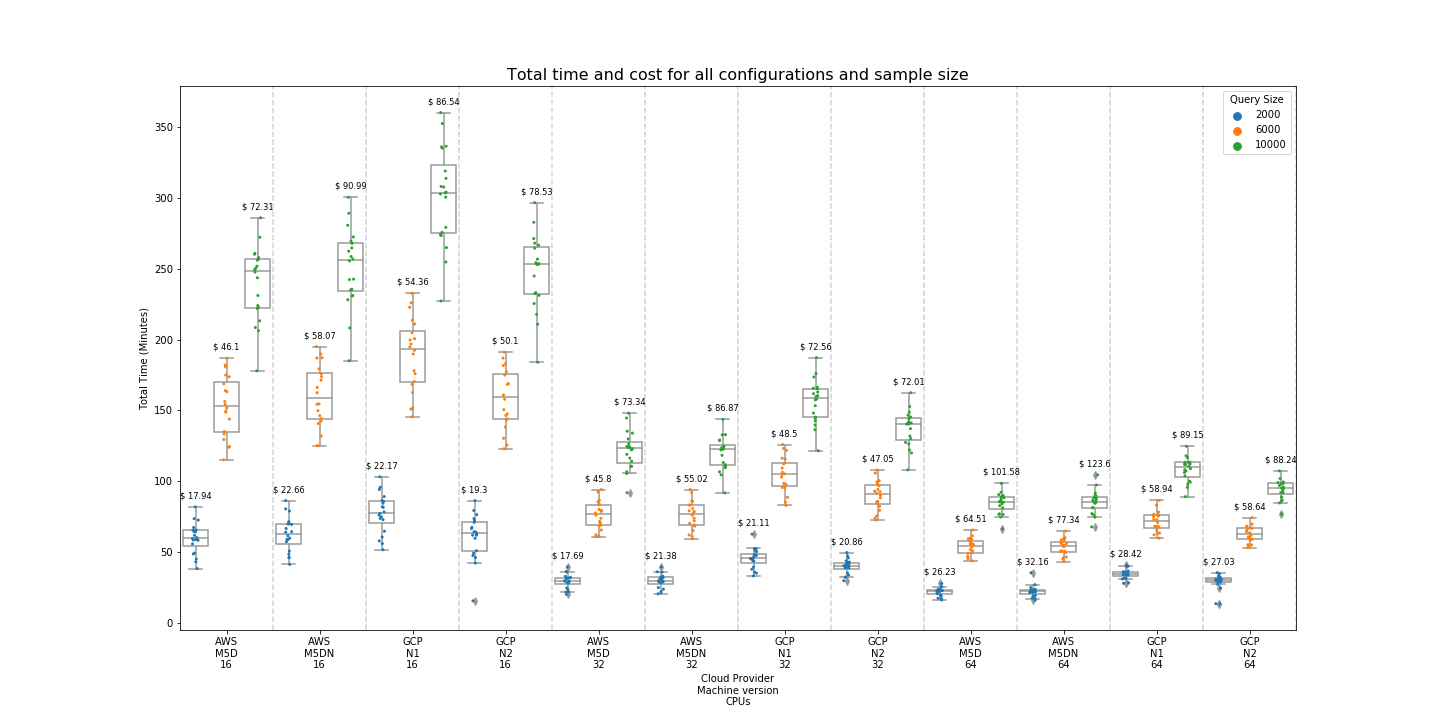 Total time and cost for all configurations and sample size
Query Size
2000
6000
10000
Total Time (Minutes)
350
300
250
200
150
100
50
0
$ 17.94
$ 46.1
$ 72.31
$ 22.66
$ 58.07
$ 90.99
$ 22.17
$ 54.36
$ 86.54
$ 19.3
$ 50.1
$ 78.53
$ 17.69
$ 45.8
$ 73.34
$ 21.38
$ 55.02
$ 86.87
$ 21.11
$ 48.5
$ 72.56
$ 20.86
$ 47.05
$ 72.01
$ 26.23
$ 64.51
$ 101.58
$ 32.16
$ 77.34
$ 123.6
$ 28.42
$ 58.94
$ 89.15
$ 27.03
$ 58.64
$ 88.24
AWS
M5D
16
AWS
M5DN
16
GCP
N1
16
GCP
N2
16
AWS
M5D
32
AWS
M5DN
32
GCP
N1
32
GCP
N2
32
AWS
M5D
64
AWS
M5DN
64
GCP
N1
64
GCP
N2
64
Cloud Provider
Machine version
CPUs